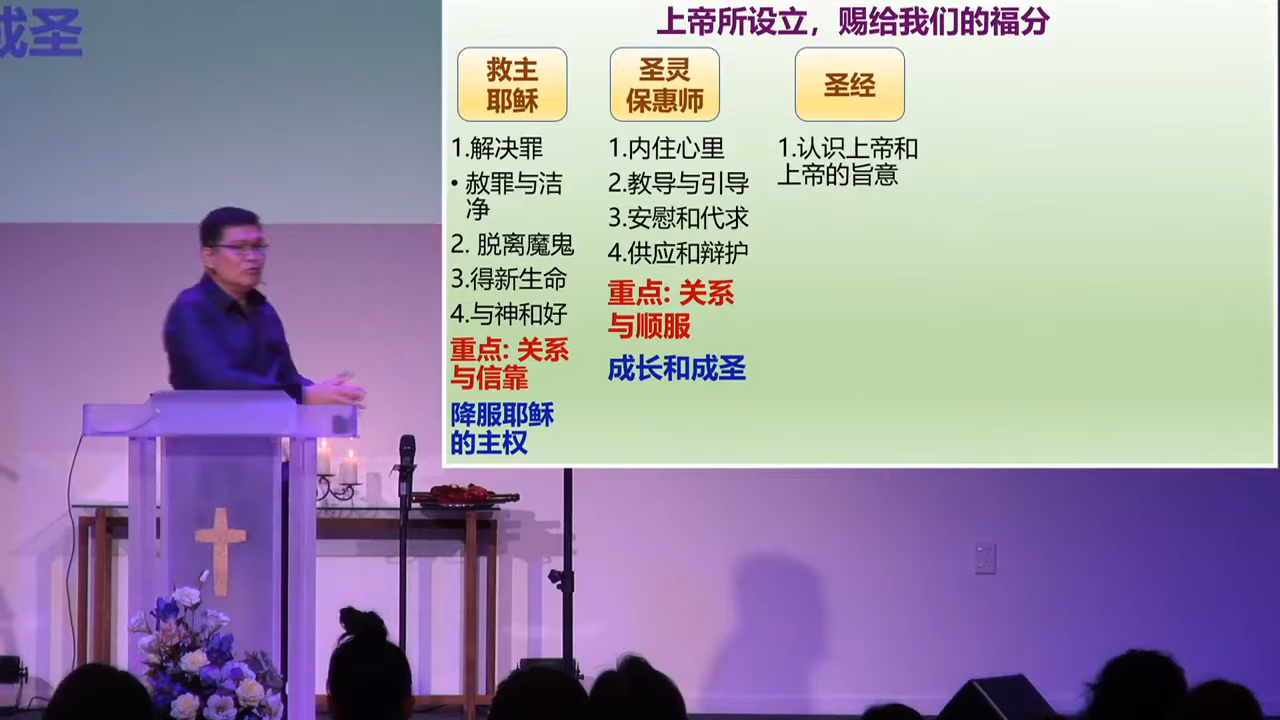 成圣
上帝所设立，赐给我们的福分
救主
耶稣
1.解决罪
• 赦罪与洁
净
2. 脱离魔鬼
3.得新生命
4.与神和好
重点: 关系
与信靠
降服耶稣
的主权
圣灵
保惠师
1.内住心里
2.教导与引导
3.安慰和代求
4.供应和辩护
重点: 关系
与顺服
成长和成圣
圣经
1.认识上帝和
上帝的旨意